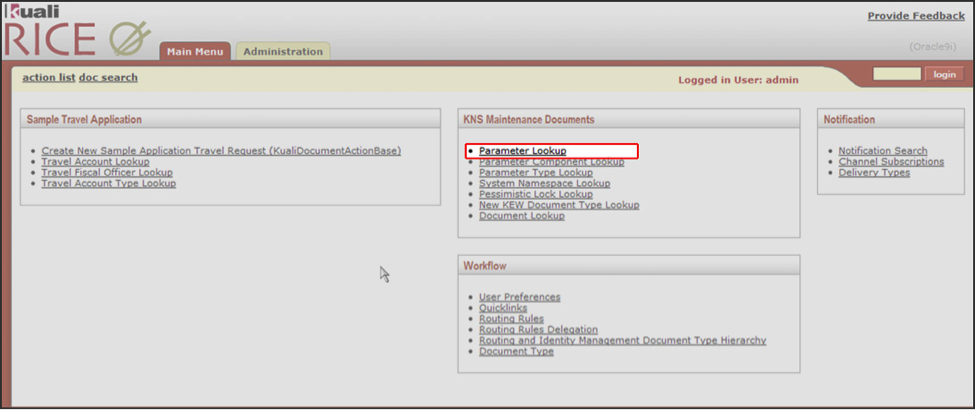 Kuali
RICE
Main Menu
Administration
Provide Feedback
(Oracle9i)
action list doc search
Logged in User: admin
login
Sample Travel Application
Create New Sample Application Travel Request (KualiDocumentActionBase)
Travel Account Lookup
Travel Fiscal Officer Lookup
Travel Account Type Lookup
KNS Maintenance Documents
Parameter Lookup
Parameter Component Lookup
Parameter Type Lookup
System Namespace Lookup
Pessimistic Lock Lookup
New KEW Document Type Lookup
Document Lookup
Workflow
User Preferences
Quicklinks
Routing Rules
Routing Rules Delegation
Routing and Identity Management Document Type Hierarchy
Document Type
Notification
Notification Search
Channel Subscriptions
Delivery Types